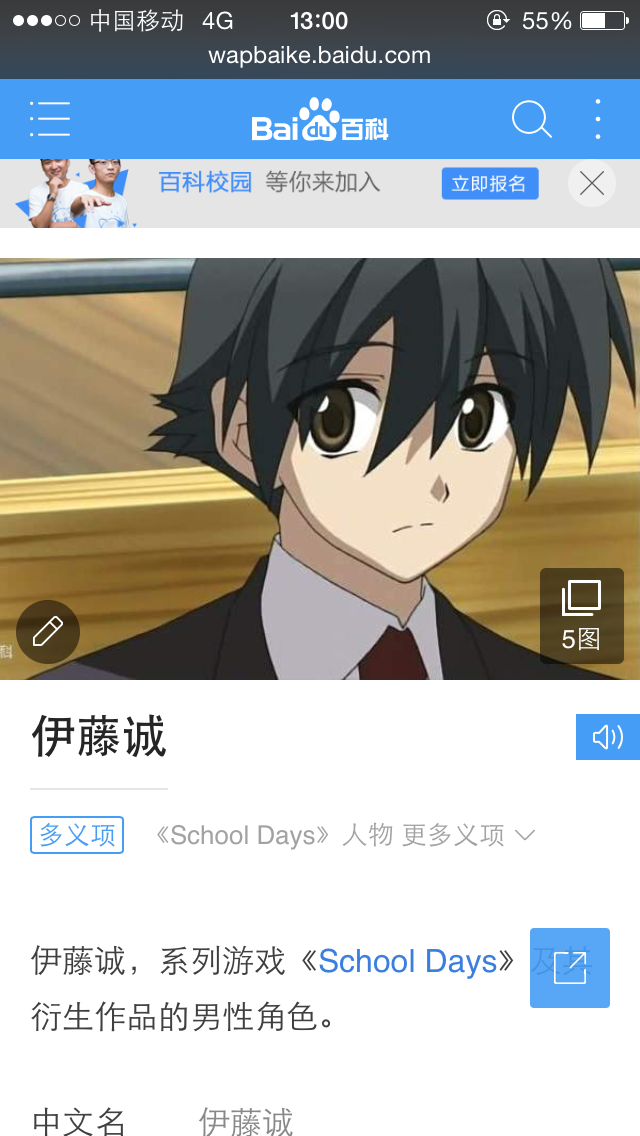 中国移动 4G 13:00 55%
wapbaike.baidu.com
Bai du 百科
百科校园 等你来加入 立即报名
科
5图
伊藤诚
多义项 《School Days》人物 更多义项
伊藤诚，系列游戏《School Days》及其
衍生作品的男性角色。
中文名 伊藤诚